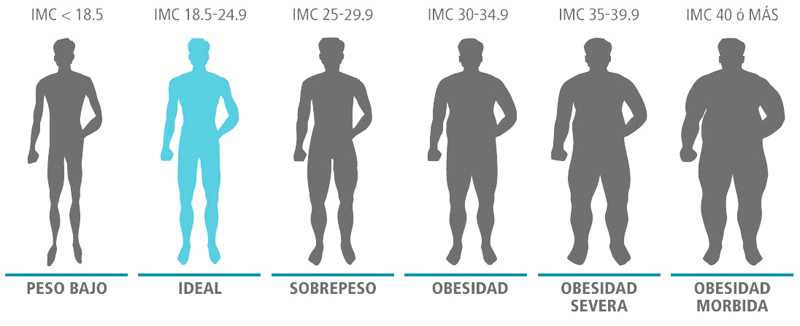 IMC < 18.5
IMC 18.5-24.9
IMC 25-29.9
IMC 30-34.9
IMC 35-39.9
IMC 40 ó MÁS
PESO BAJO
IDEAL
SOBREPESO
OBESIDAD
OBESIDAD
SEVERA
OBESIDAD
MORBIDA